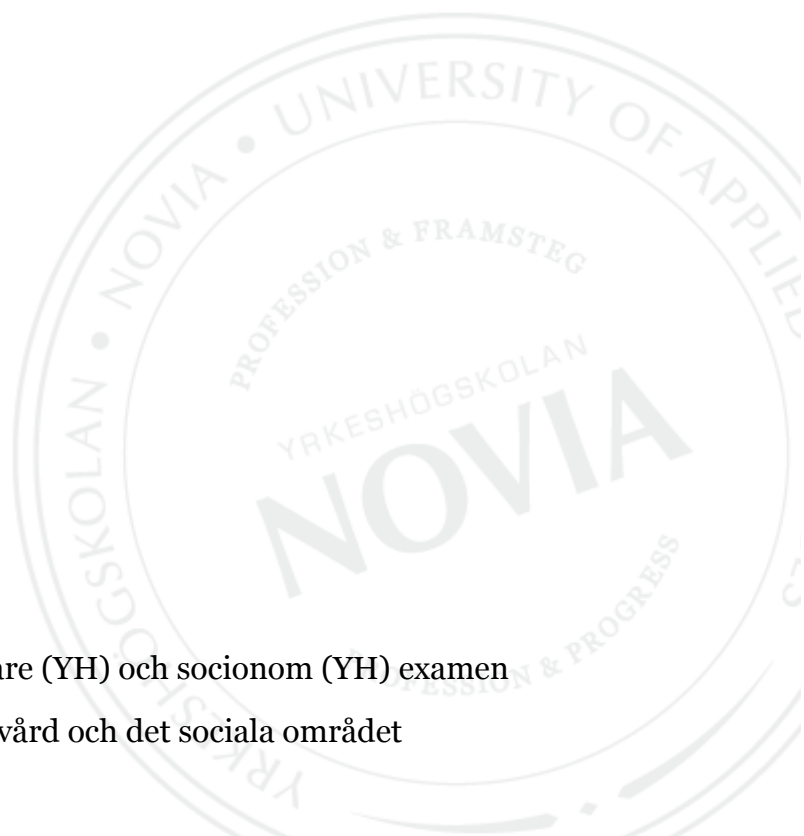 UNIVERSITY OF APPLIED
YRKESHÖGSKOLAN • NOVIA •
PROFESSION & FRAMSTEG
YRKESHÖGSKOLAN
NOVIA
PROFESSION & PROGRESS
are (YH) och socionom (YH) examen
vård och det sociala området